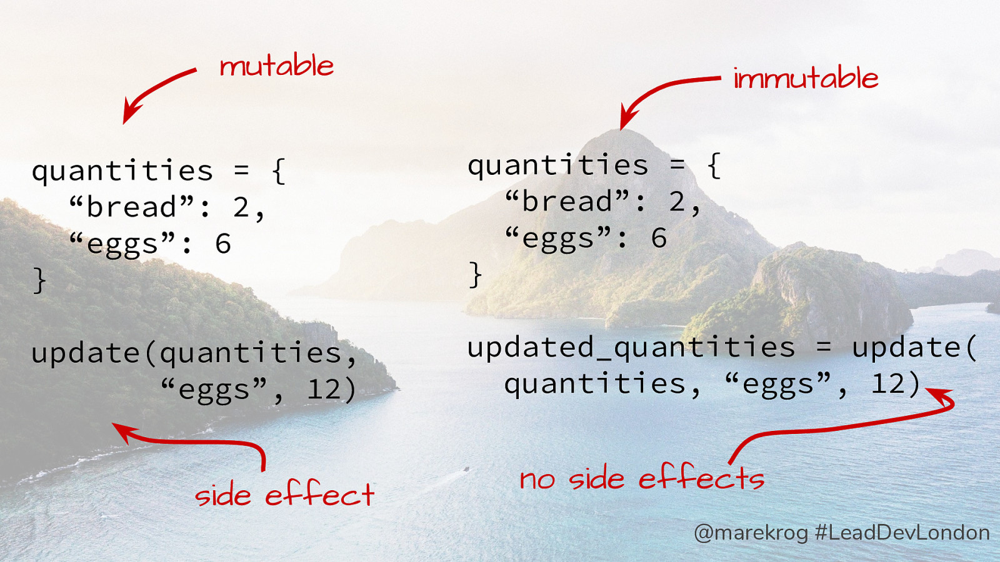 mutable
quantities = {
“bread”: 2,
“eggs”: 6
}
update(quantities,
“eggs”, 12)
side effect
immutable
quantities = {
“bread”: 2,
“eggs”: 6
}
updated_quantities = update(
quantities, “eggs”, 12)
no side effects
@marekrog #LeadDevLondon